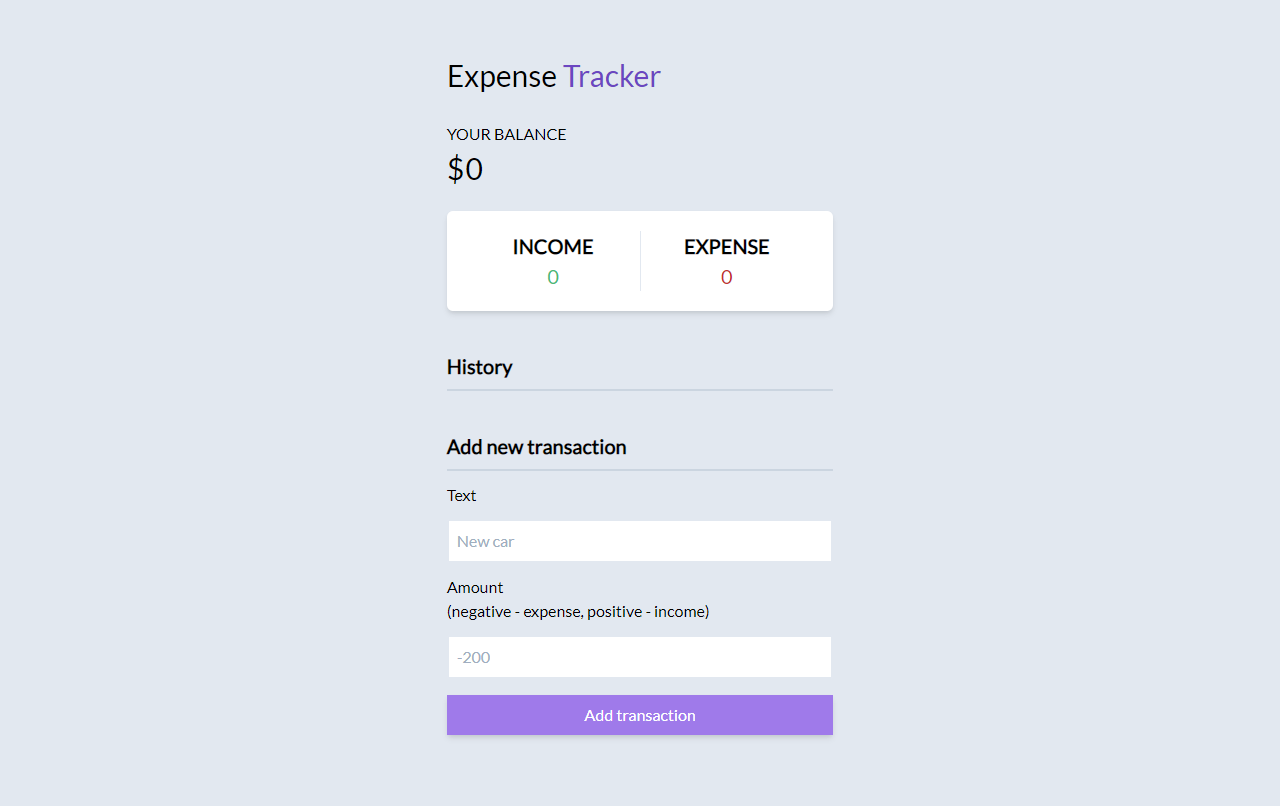 Expense Tracker
YOUR BALANCE
$0
INCOME EXPENSE
0 0
History
Add new transaction
Text
New car
Amount
(negative - expense, positive - income)
-200
Add transaction